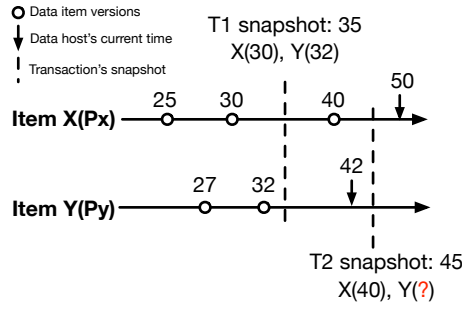 Data item versions
Data host's current time
Transaction's snapshot
T1 snapshot: 35
X(30), Y(32)
50
25 30 40
Item X(Px)
42
27 32
Item Y(Py)
T2 snapshot: 45
X(40), Y(?)